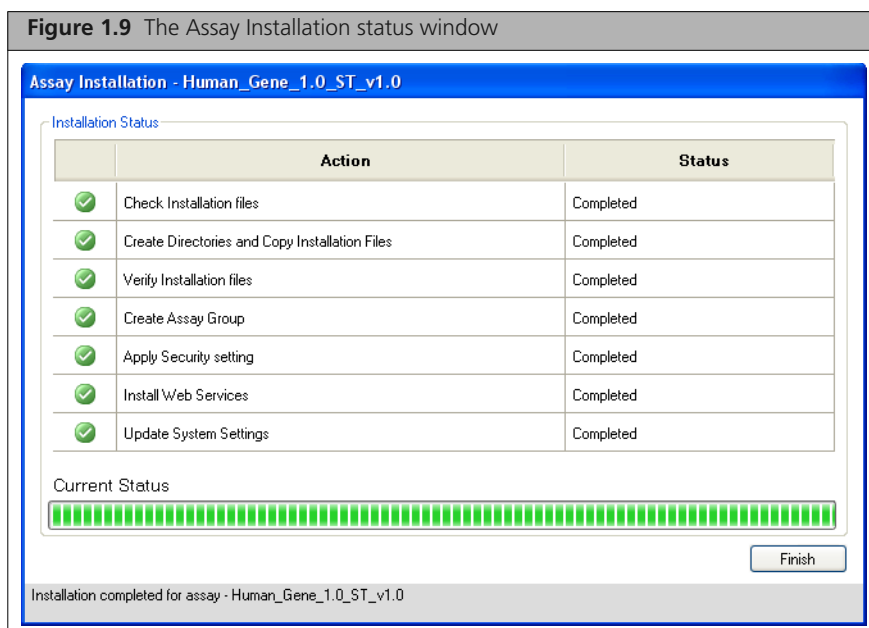 Figure 1.9 The Assay Installation status window
Assay Installation - Human_Gene_1.0_ST_v1.0
Installation Status
Action Status
Check Installation files Completed
Create Directories and Copy Installation Files Completed
Verify Installation files Completed
Create Assay Group Completed
Apply Security setting Completed
Install Web Services Completed
Update System Settings Completed
Current Status
Finish
Installation completed for assay - Human_Gene_1.0_ST_v1.0